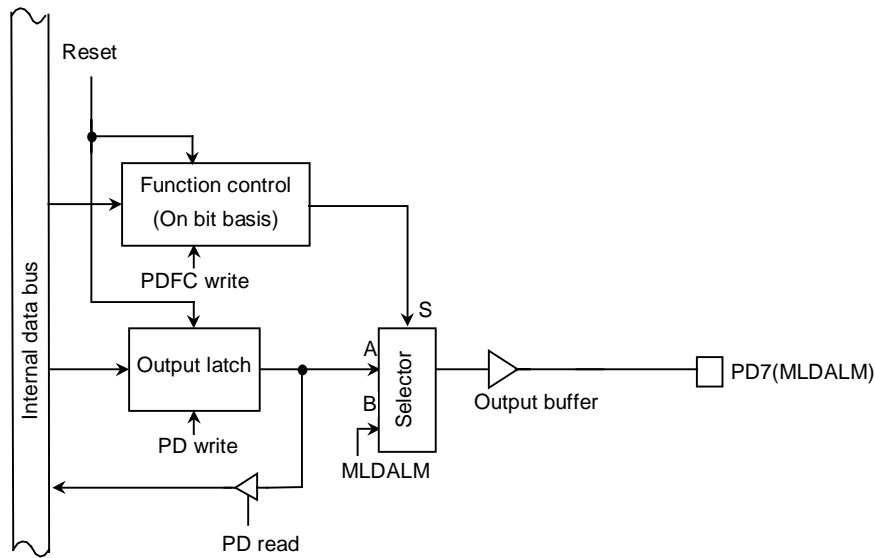 Reset
Function control
(On bit basis)
PDFC write
Internal data bus
S
A
Output latch
Selector
PD7(MLDALM)
B
Output buffer
PD write
MLDALM
PD read